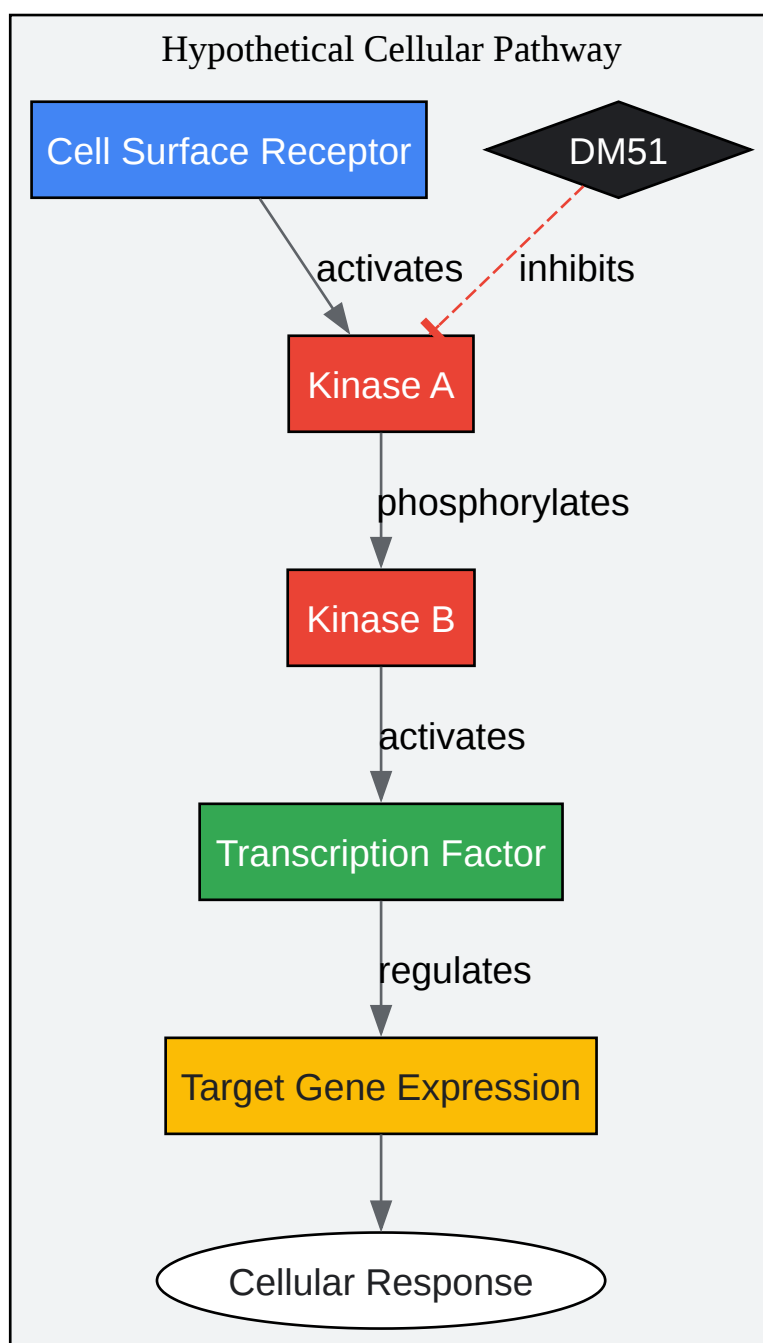 Hypothetical Cellular Pathway
Cell Surface Receptor
DM51
activates
inhibits
Kinase A
phosphorylates
Kinase B
activates
Transcription Factor
regulates
Target Gene Expression
Cellular Response